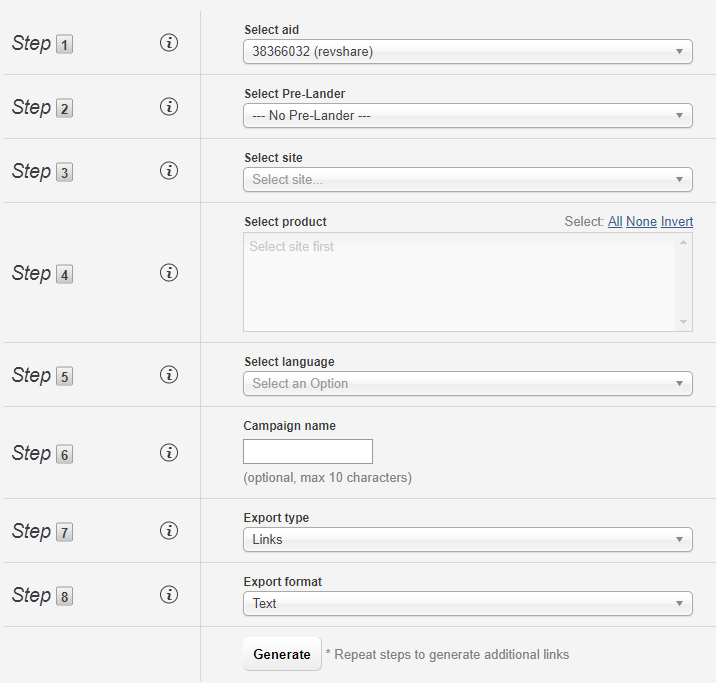 Step 1
Select aid
38366032 (revshare)
Step 2
Select Pre-Lander
--- No Pre-Lander ---
Step 3
Select site
Select site...
Step 4
Select product Select: All None Invert
Select site first
Step 5
Select language
Select an Option
Step 6
Campaign name
(optional, max 10 characters)
Step 7
Export type
Links
Step 8
Export format
Text
Generate * Repeat steps to generate additional links